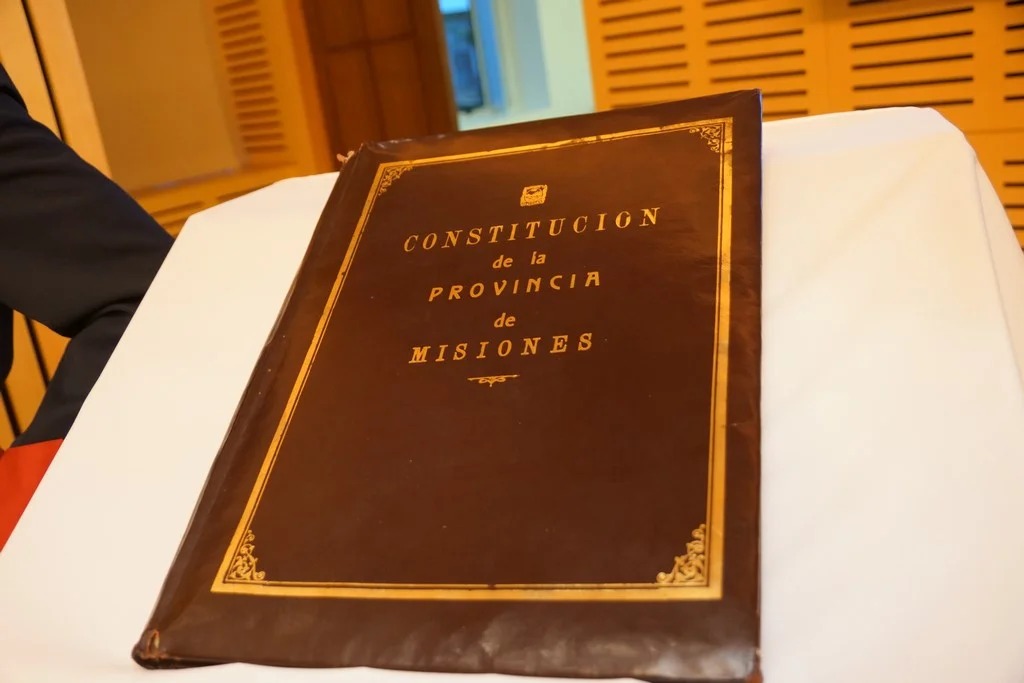 CONSTITUCION
de la
PROVINCIA
de
MISIONES